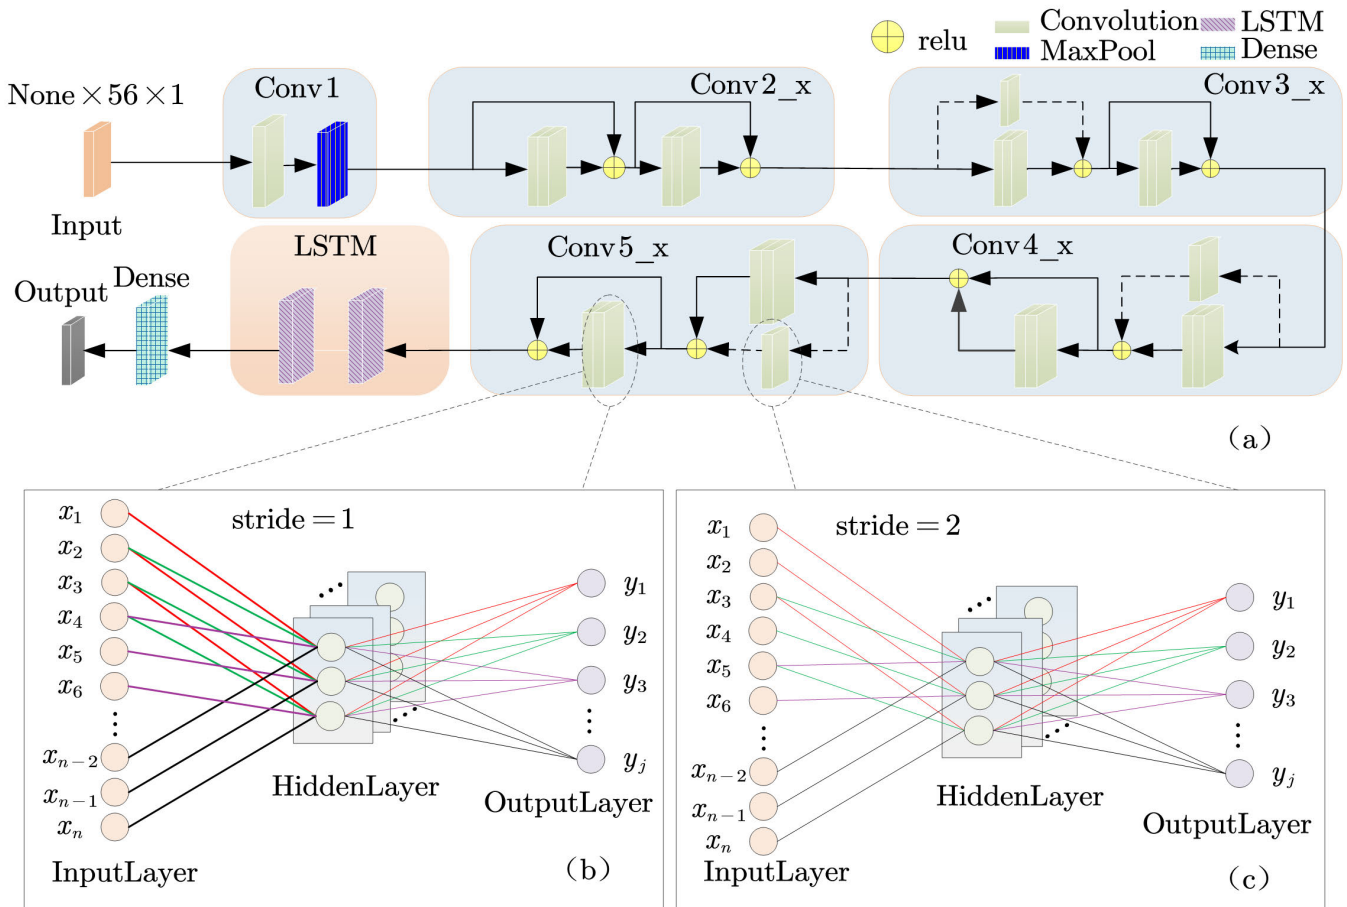 relu
Convolution
LSTM
MaxPool
Dense
None × 56 × 1
Conv1
Conv2_x
Conv3_x
Input
LSTM
Conv5_x
Conv4_x
Output
Dense
(a)
stride = 1
x₁
x₂
x₃
x₄
x₅
x₆
xₙ₋₂
xₙ₋₁
xₙ
y₁
y₂
y₃
yⱼ
HiddenLayer
OutputLayer
InputLayer
(b)
stride = 2
x₁
x₂
x₃
x₄
x₅
x₆
xₙ₋₂
xₙ₋₁
xₙ
y₁
y₂
y₃
yⱼ
HiddenLayer
OutputLayer
InputLayer
(c)